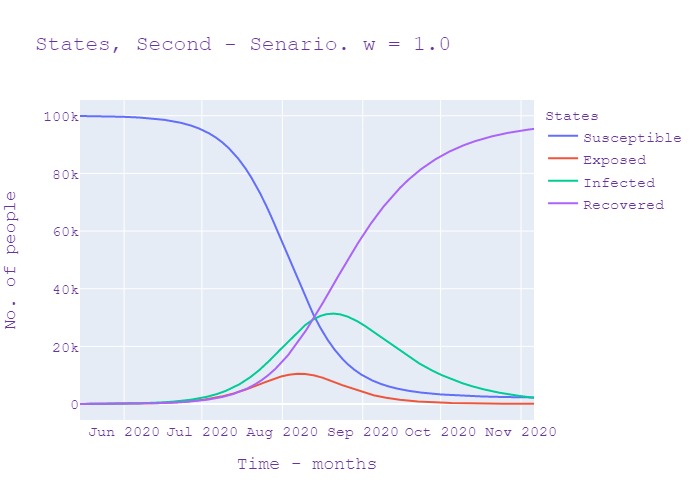 States, Second - Senario. w = 1.0
States
Susceptible
Exposed
Infected
Recovered
No. of people
100k
80k
60k
40k
20k
0
Jun 2020 Jul 2020 Aug 2020 Sep 2020 Oct 2020 Nov 2020
Time - months